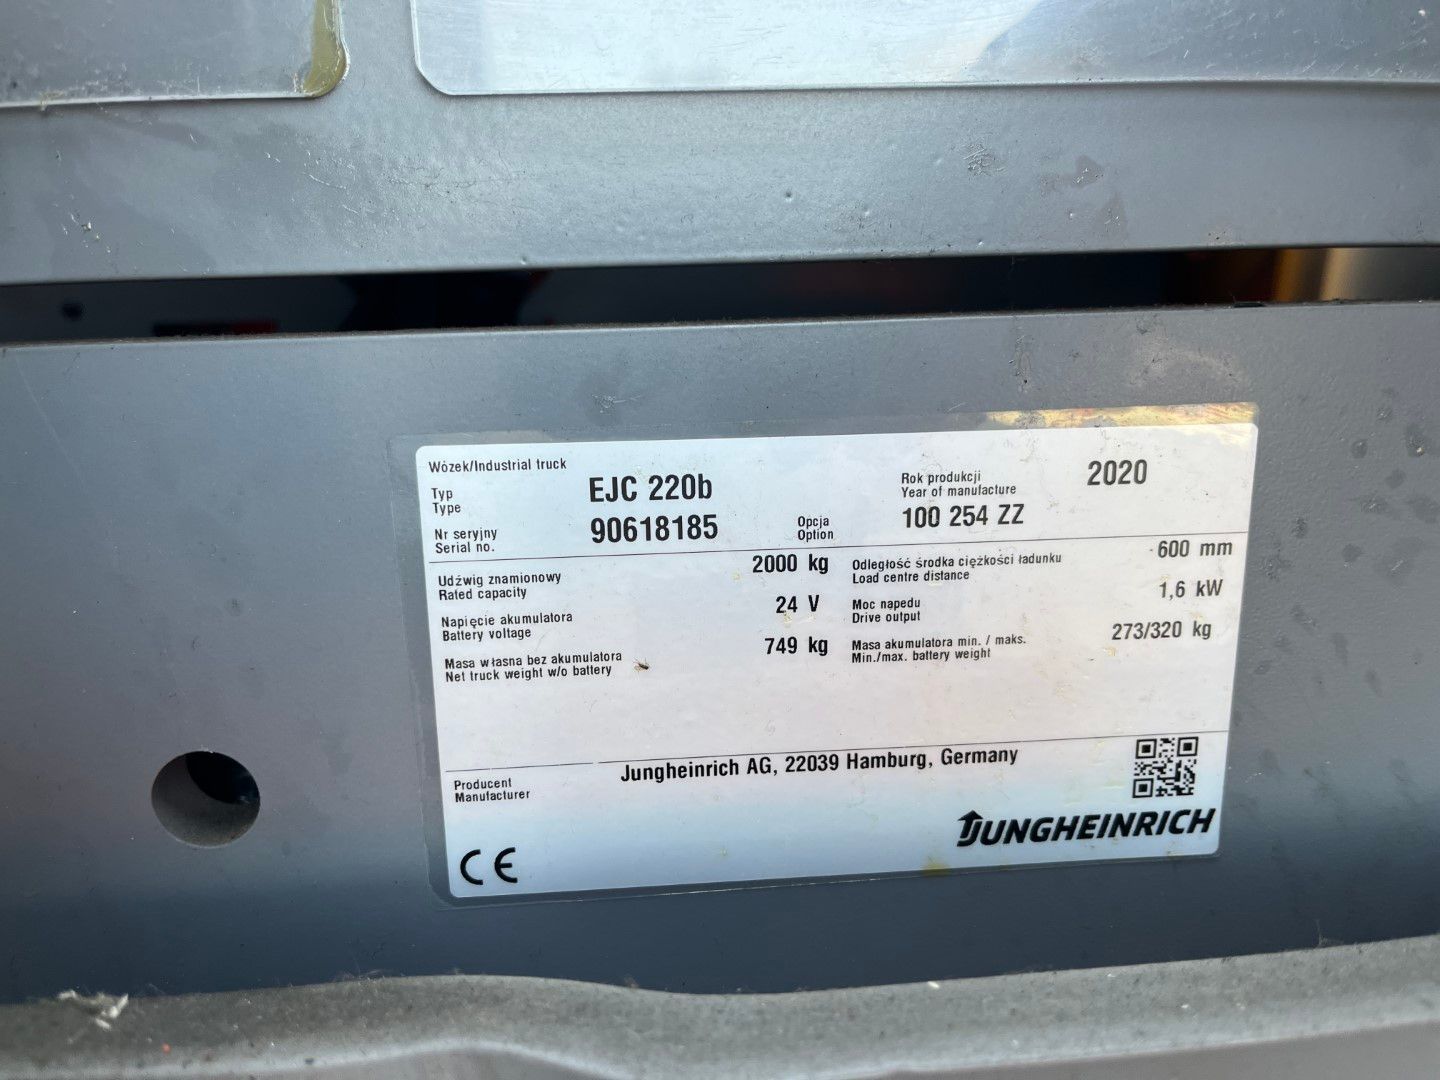 Wózek/Industrial truck
Typ
Type
EJC 220b
Rok produkcji
Year of manufacture
2020
Nr seryjny
Serial no.
90618185
Opcja
Option
100 254 ZZ
Udźwig znamionowy
Rated capacity
2000 kg
Odległość środka ciężkości ładunku
Load centre distance
600 mm
Napięcie akumulatora
Battery voltage
24 V
Moc napedu
Drive output
1,6 kW
Masa własna bez akumulatora
Net truck weight w/o battery
749 kg
Masa akumulatora min. / maks.
Min./max. battery weight
273/320 kg
Producent
Manufacturer
Jungheinrich AG, 22039 Hamburg, Germany
JUNGHEINRICH
CE